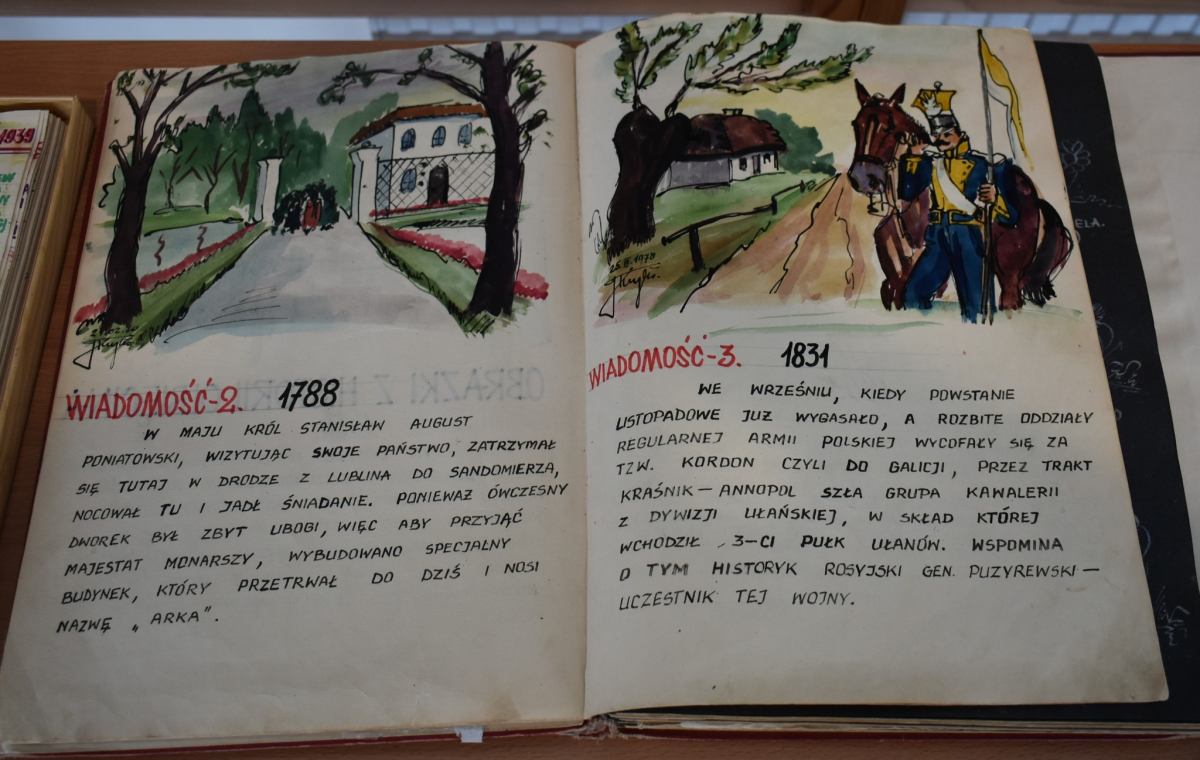 1939
WIADOMOŚĆ-2. 1788
W MAJU KRÓL STANISŁAW AUGUST
PONIATOWSKI, WIZYTUJĄC SWOJE PAŃSTWO, ZATRZYMAŁ
SIĘ TUTAJ W DRODZE Z LUBLINA DO SANDOMIERZA,
NOCOWAŁ TU I JADŁ ŚNIADANIE. PONIEWAŻ ÓWCZESNY
DWOREK BYŁ ZBYT UBOGI, WIĘC ABY PRZYJĄĆ
MAJESTAT MONARSZY, WYBUDOWANO SPECJALNY
BUDYNEK, KTÓRY PRZETRWAŁ DO DZIŚ I NOSI
NAZWĘ „ARKA".
WIADOMOŚĆ-3. 1831
WE WRZEŚNIU, KIEDY POWSTANIE
LISTOPADOWE JUŻ WYGASAŁO, A ROZBITE ODDZIAŁY
REGULARNEJ ARMII POLSKIEJ WYCOFAŁY SIĘ ZA
TZW. KORDON CZYLI DO GALICJI, PRZEZ TRAKT
KRAŚNIK — ANNOPOL SZŁA GRUPA KAWALERII
Z DYWIZJI UŁAŃSKIEJ, W SKŁAD KTÓREJ
WCHODZIŁ 3-CI PUŁK UŁANÓW. WSPOMINA
O TYM HISTORYK ROSYJSKI GEN. PUZYREWSKI —
UCZESTNIK TEJ WOJNY.